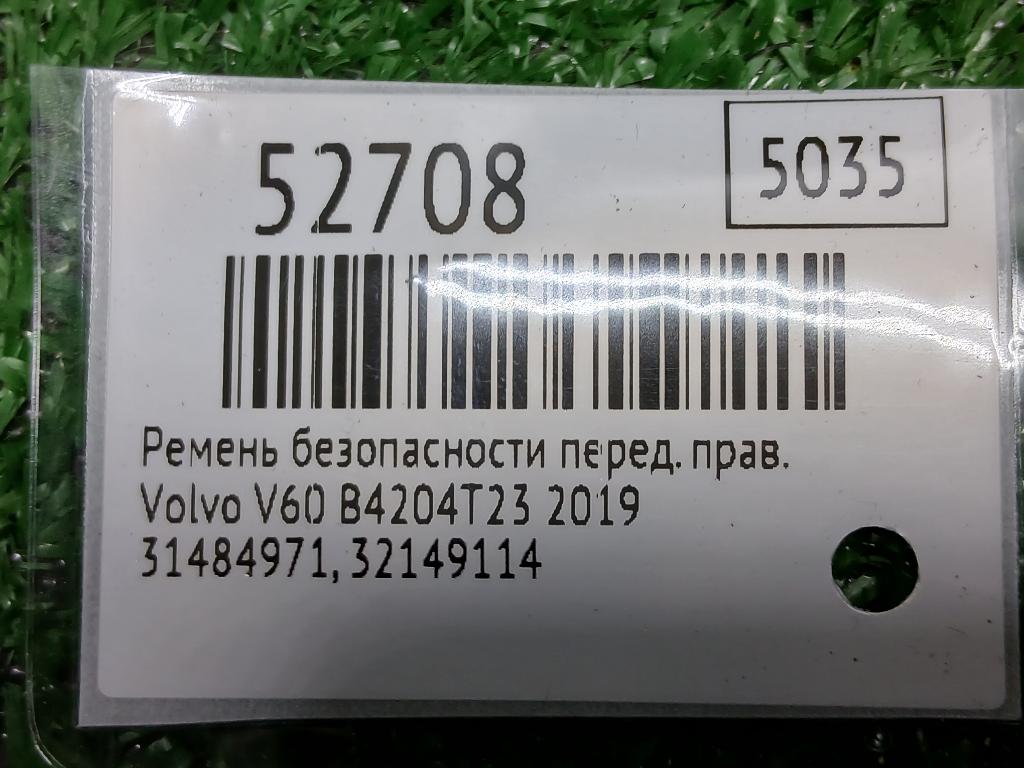 52708
5035
Ремень безопасности перед. прав.
Volvo V60 B4204T23 2019
31484971, 32149114